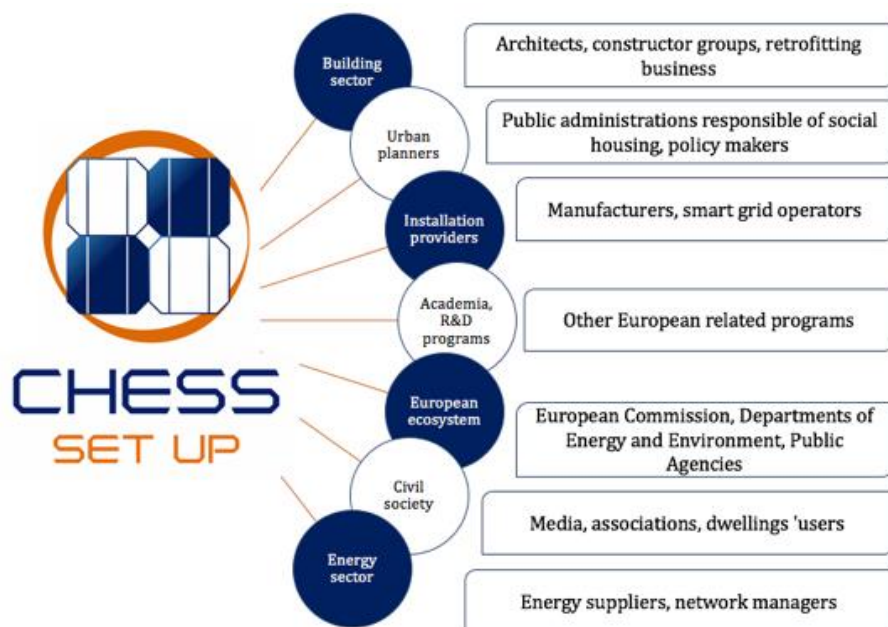 Building
sector
Architects, constructor groups, retrofitting
business
Urban
planners
Public administrations responsible of social
housing, policy makers
Installation
providers
Manufacturers, smart grid operators
Academia,
R&D
programs
Other European related programs
European
ecosystem
European Commission, Departments of
Energy and Environment, Public
Agencies
Civil
society
Media, associations, dwellings 'users
Energy
sector
Energy suppliers, network managers
CHESS
SET UP